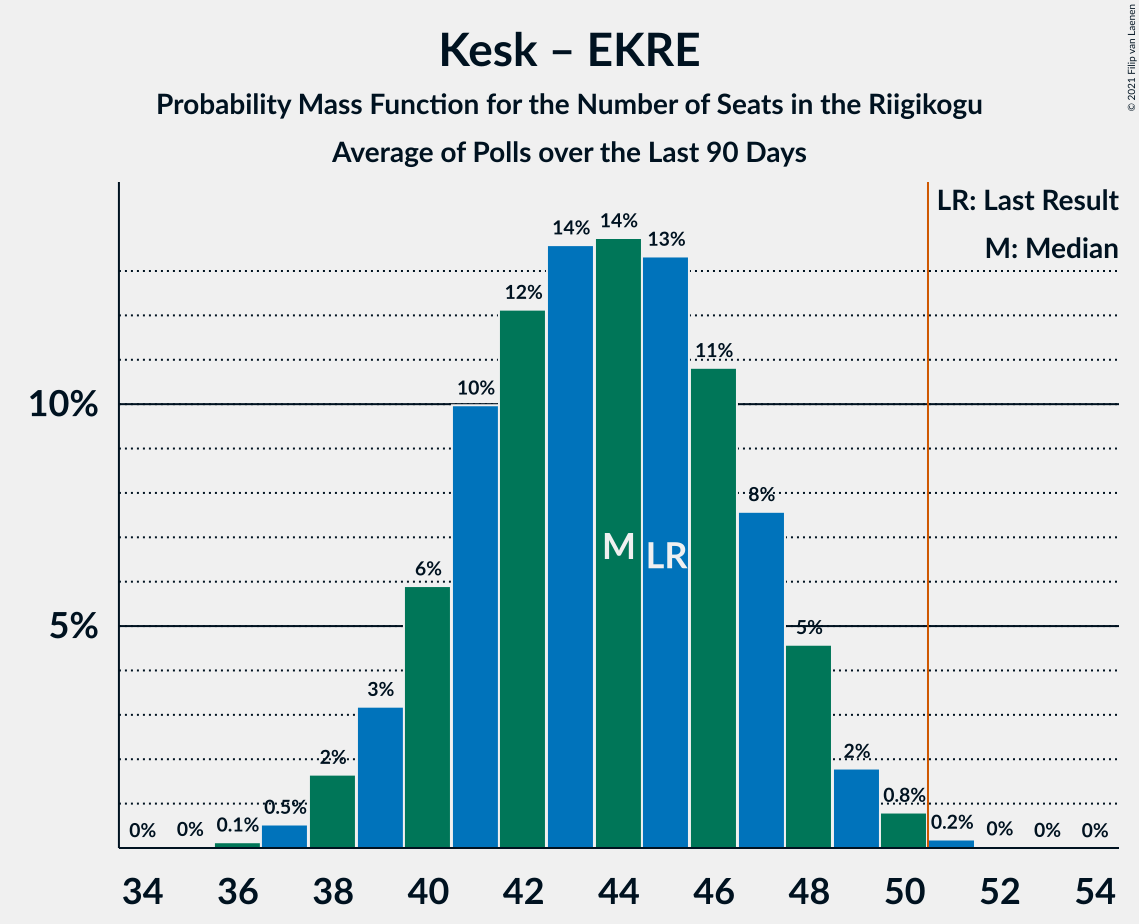 Kesk – EKRE
Probability Mass Function for the Number of Seats in the Riigikogu
Average of Polls over the Last 90 Days
© 2021 Filip van Laenen
LR: Last Result
M: Median
10%
5%
0%
0%
0.1%
0.5%
2%
3%
6%
10%
12%
14%
14%
13%
11%
8%
5%
2%
0.8%
0.2%
0%
0%
0%
M
LR
34 36 38 40 42 44 46 48 50 52 54